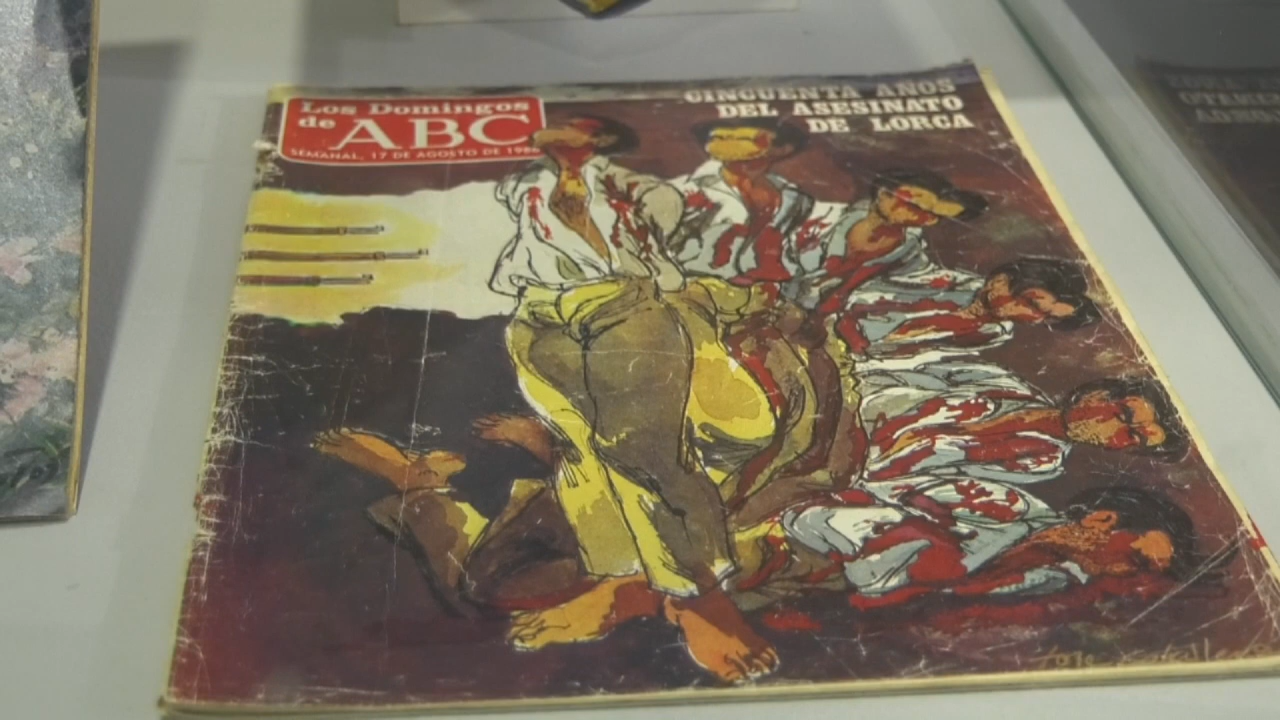 Los Domingos
de ABC
SEMANAL, 17 DE AGOSTO DE 1986
CINCUENTA AÑOS
DEL ASESINATO
DE LORCA